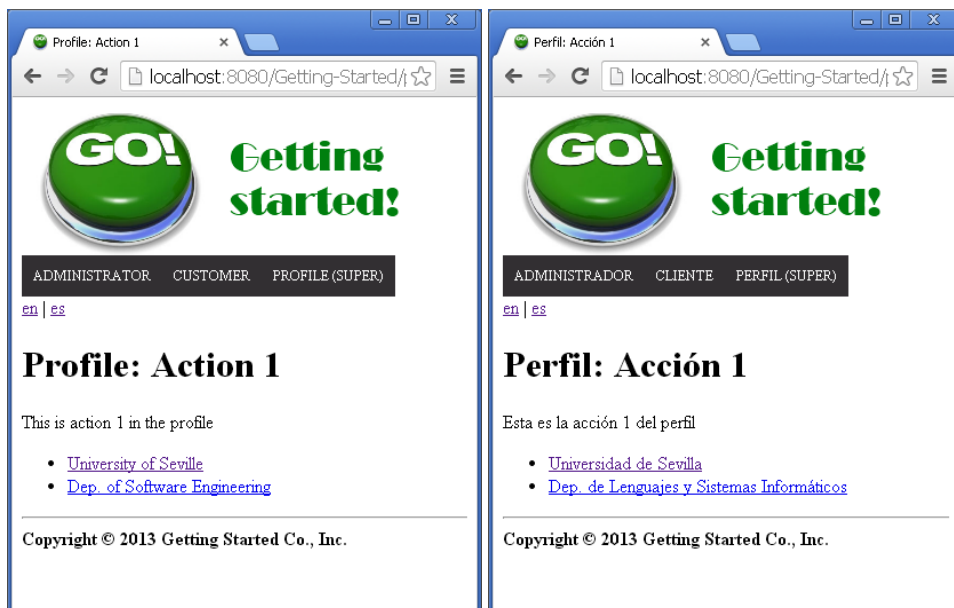 Profile: Action 1
localhost:8080/Getting-Started/
GO!
Getting
started!
ADMINISTRATOR CUSTOMER PROFILE (SUPER)
en | es
Profile: Action 1
This is action 1 in the profile
• University of Seville
• Dep. of Software Engineering
Copyright © 2013 Getting Started Co., Inc.
Perfil: Acción 1
localhost:8080/Getting-Started/
GO!
Getting
started!
ADMINISTRADOR CLIENTE PERFIL (SUPER)
en | es
Perfil: Acción 1
Esta es la acción 1 del perfil
• Universidad de Sevilla
• Dep. de Lenguajes y Sistemas Informáticos
Copyright © 2013 Getting Started Co., Inc.